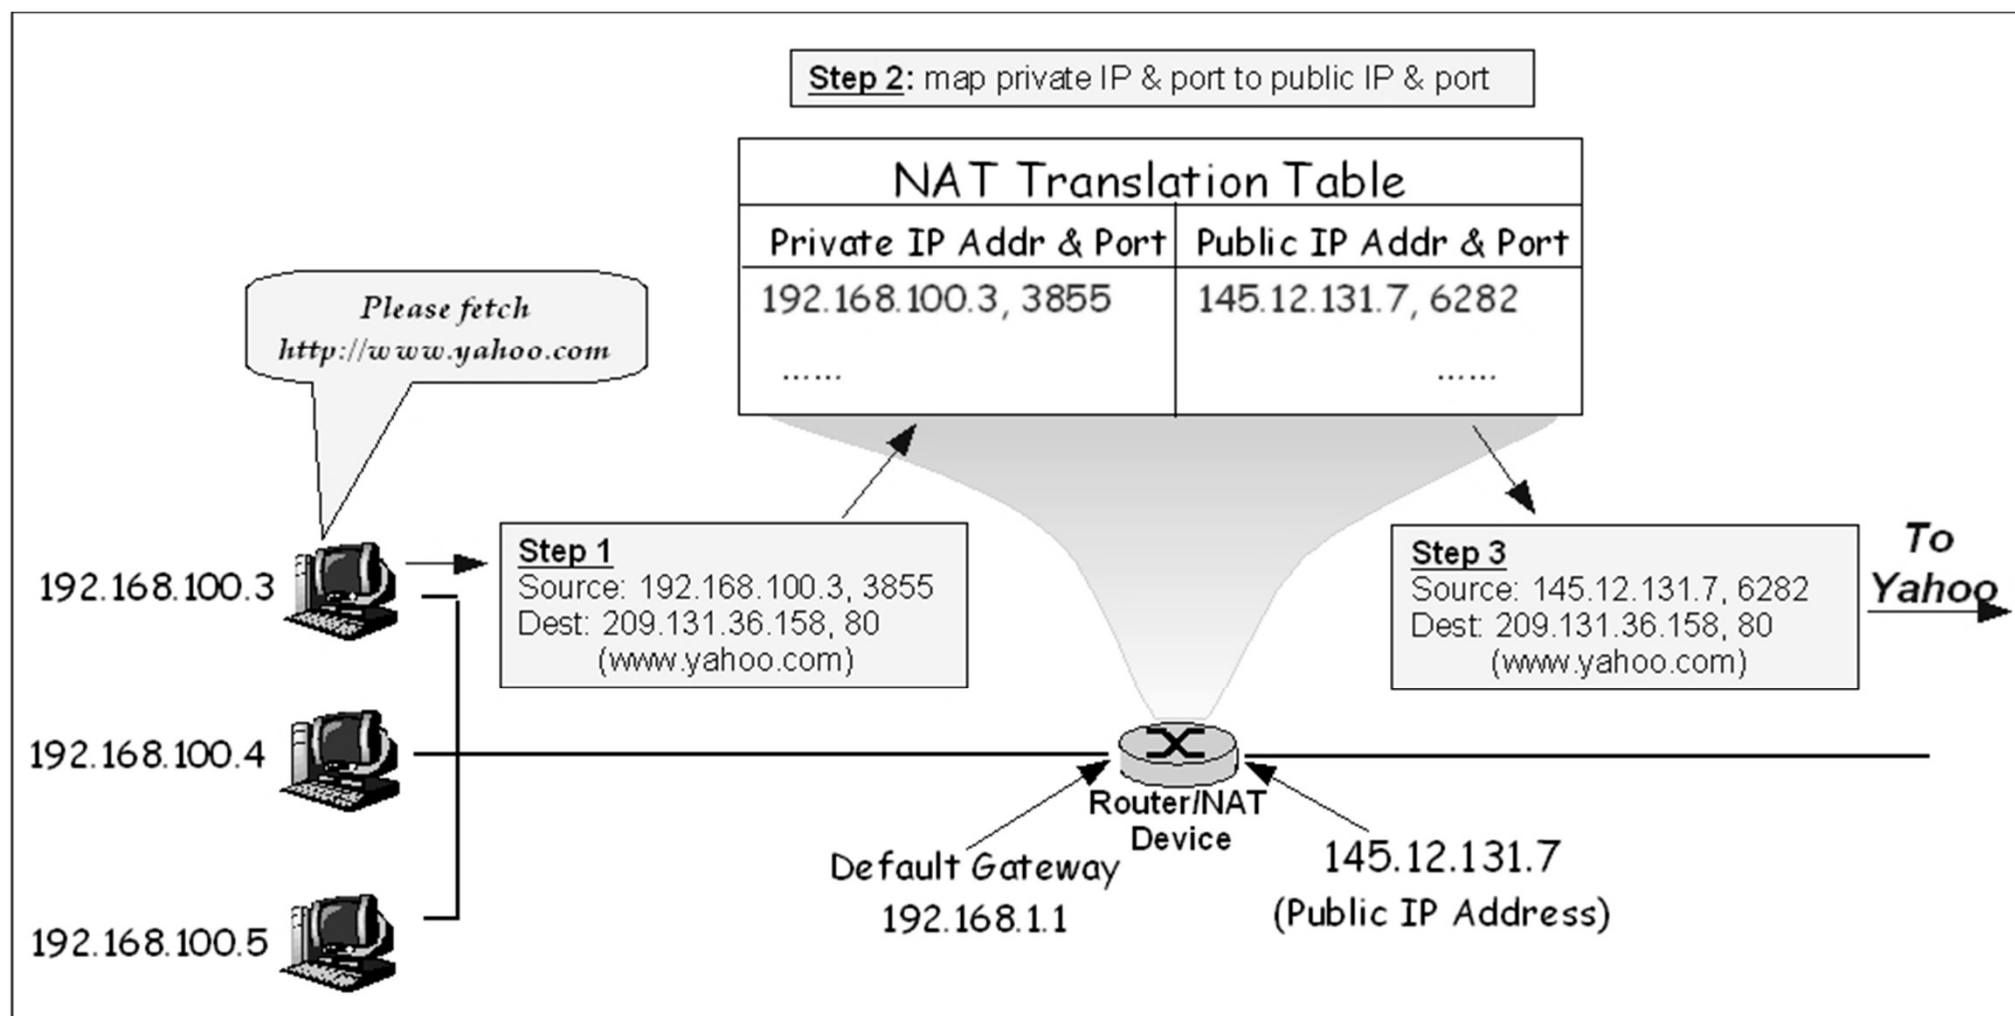 Step 2: map private IP & port to public IP & port
NAT Translation Table
Private IP Addr & Port
Public IP Addr & Port
192.168.100.3, 3855
145.12.131.7, 6282
......
......
Please fetch
http://www.yahoo.com
192.168.100.3
Step 1
Source: 192.168.100.3, 3855
Dest: 209.131.36.158, 80
(www.yahoo.com)
Step 3
Source: 145.12.131.7, 6282
Dest: 209.131.36.158, 80
(www.yahoo.com)
To
Yahoo
192.168.100.4
Router/NAT
Device
Default Gateway
192.168.1.1
145.12.131.7
(Public IP Address)
192.168.100.5